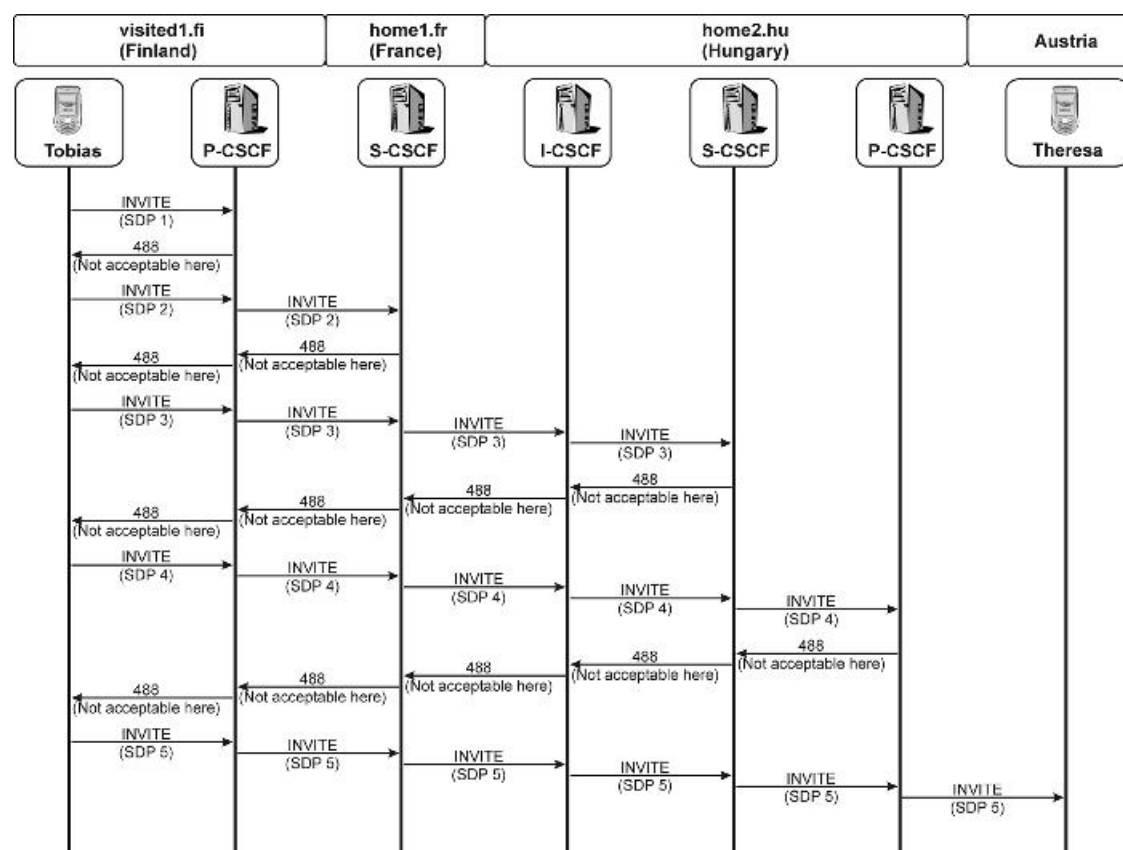 visited1.fi
(Finland)
home1.fr
(France)
home2.hu
(Hungary)
Austria
Tobias
P-CSCF
S-CSCF
I-CSCF
S-CSCF
P-CSCF
Theresa
INVITE
(SDP 1)
488
(Not acceptable here)
INVITE
(SDP 2)
INVITE
(SDP 2)
488
(Not acceptable here)
488
(Not acceptable here)
INVITE
(SDP 3)
INVITE
(SDP 3)
INVITE
(SDP 3)
INVITE
(SDP 3)
488
(Not acceptable here)
488
(Not acceptable here)
488
(Not acceptable here)
488
(Not acceptable here)
INVITE
(SDP 4)
INVITE
(SDP 4)
INVITE
(SDP 4)
INVITE
(SDP 4)
INVITE
(SDP 4)
488
(Not acceptable here)
488
(Not acceptable here)
488
(Not acceptable here)
488
(Not acceptable here)
488
(Not acceptable here)
INVITE
(SDP 5)
INVITE
(SDP 5)
INVITE
(SDP 5)
INVITE
(SDP 5)
INVITE
(SDP 5)
INVITE
(SDP 5)